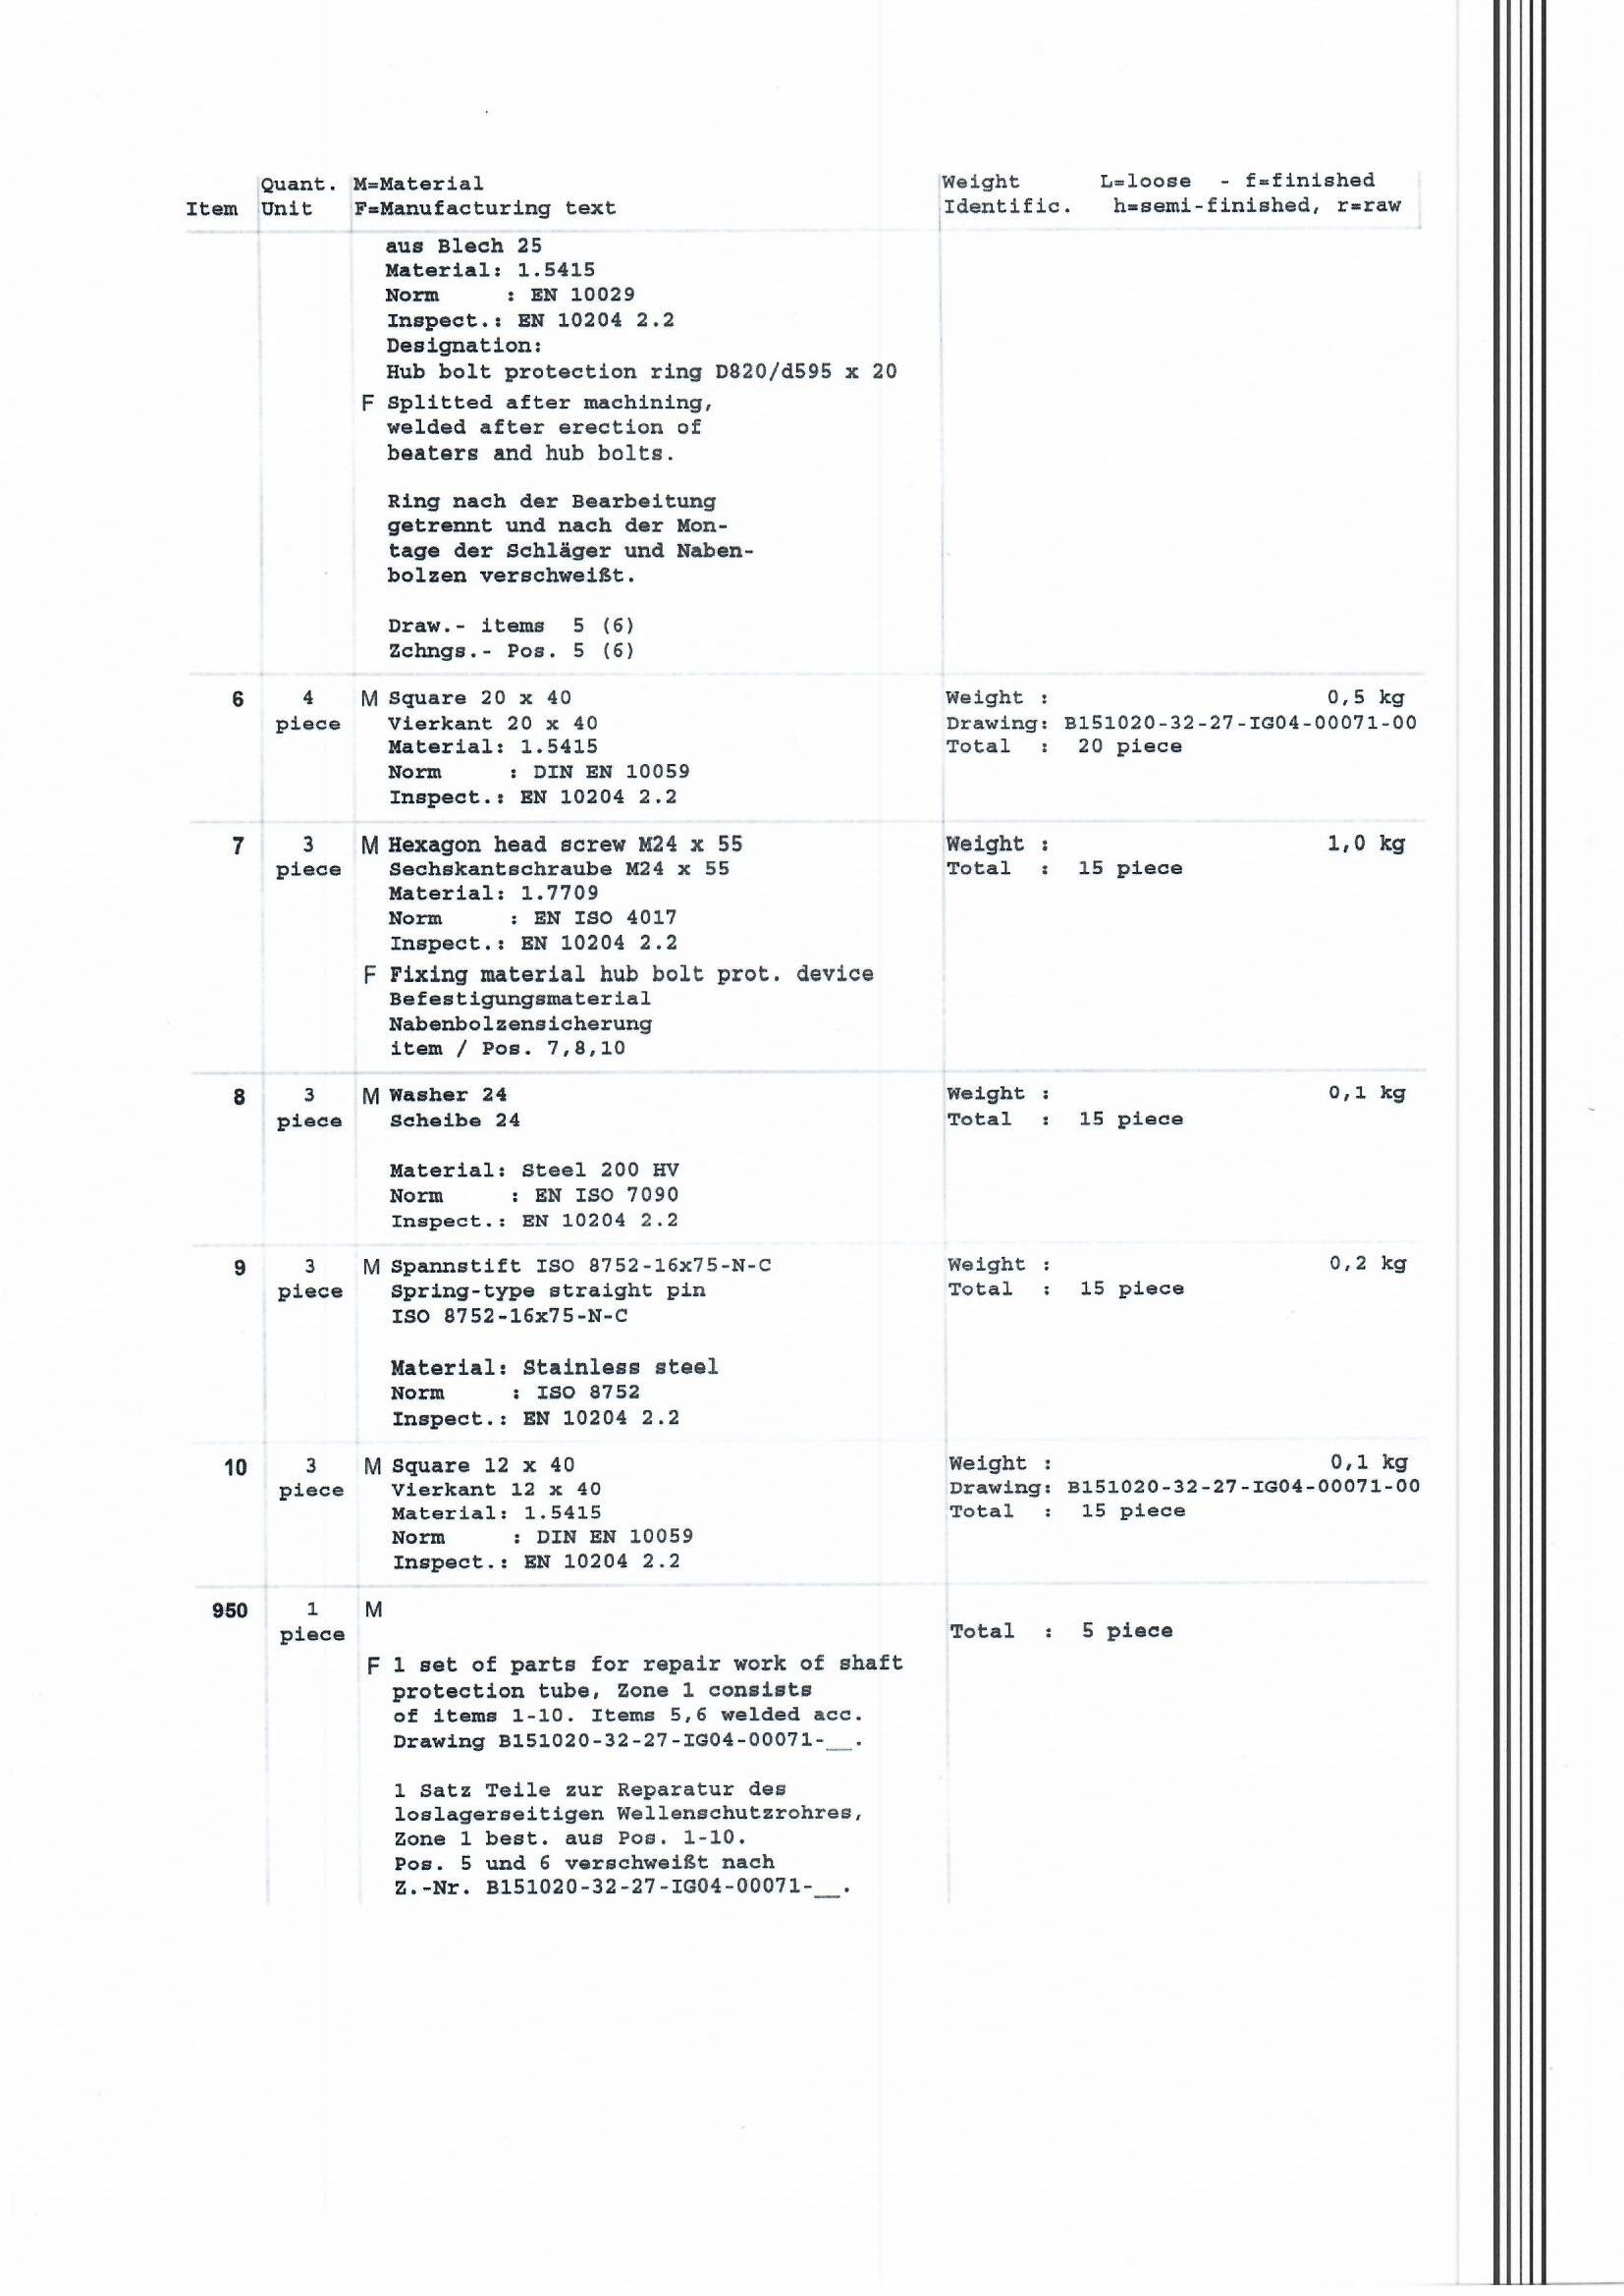 Quant. M=Material Weight L=loose - f=finished
Item Unit F=Manufacturing text Identific. h=semi-finished, r=raw
aus Blech 25
Material: 1.5415
Norm : EN 10029
Inspect.: EN 10204 2.2
Designation:
Hub bolt protection ring D820/d595 x 20
F Splitted after machining,
welded after erection of
beaters and hub bolts.
Ring nach der Bearbeitung
getrennt und nach der Mon-
tage der Schläger und Naben-
bolzen verschweißt.
Draw.- items 5 (6)
Zchngs.- Pos. 5 (6)
6 4 M Square 20 x 40 Weight : 0,5 kg
piece Vierkant 20 x 40 Drawing: B151020-32-27-IG04-00071-00
Material: 1.5415 Total : 20 piece
Norm : DIN EN 10059
Inspect.: EN 10204 2.2
7 3 M Hexagon head screw M24 x 55 Weight : 1,0 kg
piece Sechskantschraube M24 x 55 Total : 15 piece
Material: 1.7709
Norm : EN ISO 4017
Inspect.: EN 10204 2.2
F Fixing material hub bolt prot. device
Befestigungsmaterial
Nabenbolzensicherung
item / Pos. 7,8,10
8 3 M Washer 24 Weight : 0,1 kg
piece Scheibe 24 Total : 15 piece
Material: Steel 200 HV
Norm : EN ISO 7090
Inspect.: EN 10204 2.2
9 3 M Spannstift ISO 8752-16x75-N-C Weight : 0,2 kg
piece Spring-type straight pin Total : 15 piece
ISO 8752-16x75-N-C
Material: Stainless steel
Norm : ISO 8752
Inspect.: EN 10204 2.2
10 3 M Square 12 x 40 Weight : 0,1 kg
piece Vierkant 12 x 40 Drawing: B151020-32-27-IG04-00071-00
Material: 1.5415 Total : 15 piece
Norm : DIN EN 10059
Inspect.: EN 10204 2.2
950 1 M
piece Total : 5 piece
F 1 set of parts for repair work of shaft
protection tube, Zone 1 consists
of items 1-10. Items 5,6 welded acc.
Drawing B151020-32-27-IG04-00071-__.
1 Satz Teile zur Reparatur des
loslagerseitigen Wellenschutzrohres,
Zone 1 best. aus Pos. 1-10.
Pos. 5 und 6 verschweißt nach
Z.-Nr. B151020-32-27-IG04-00071-__.